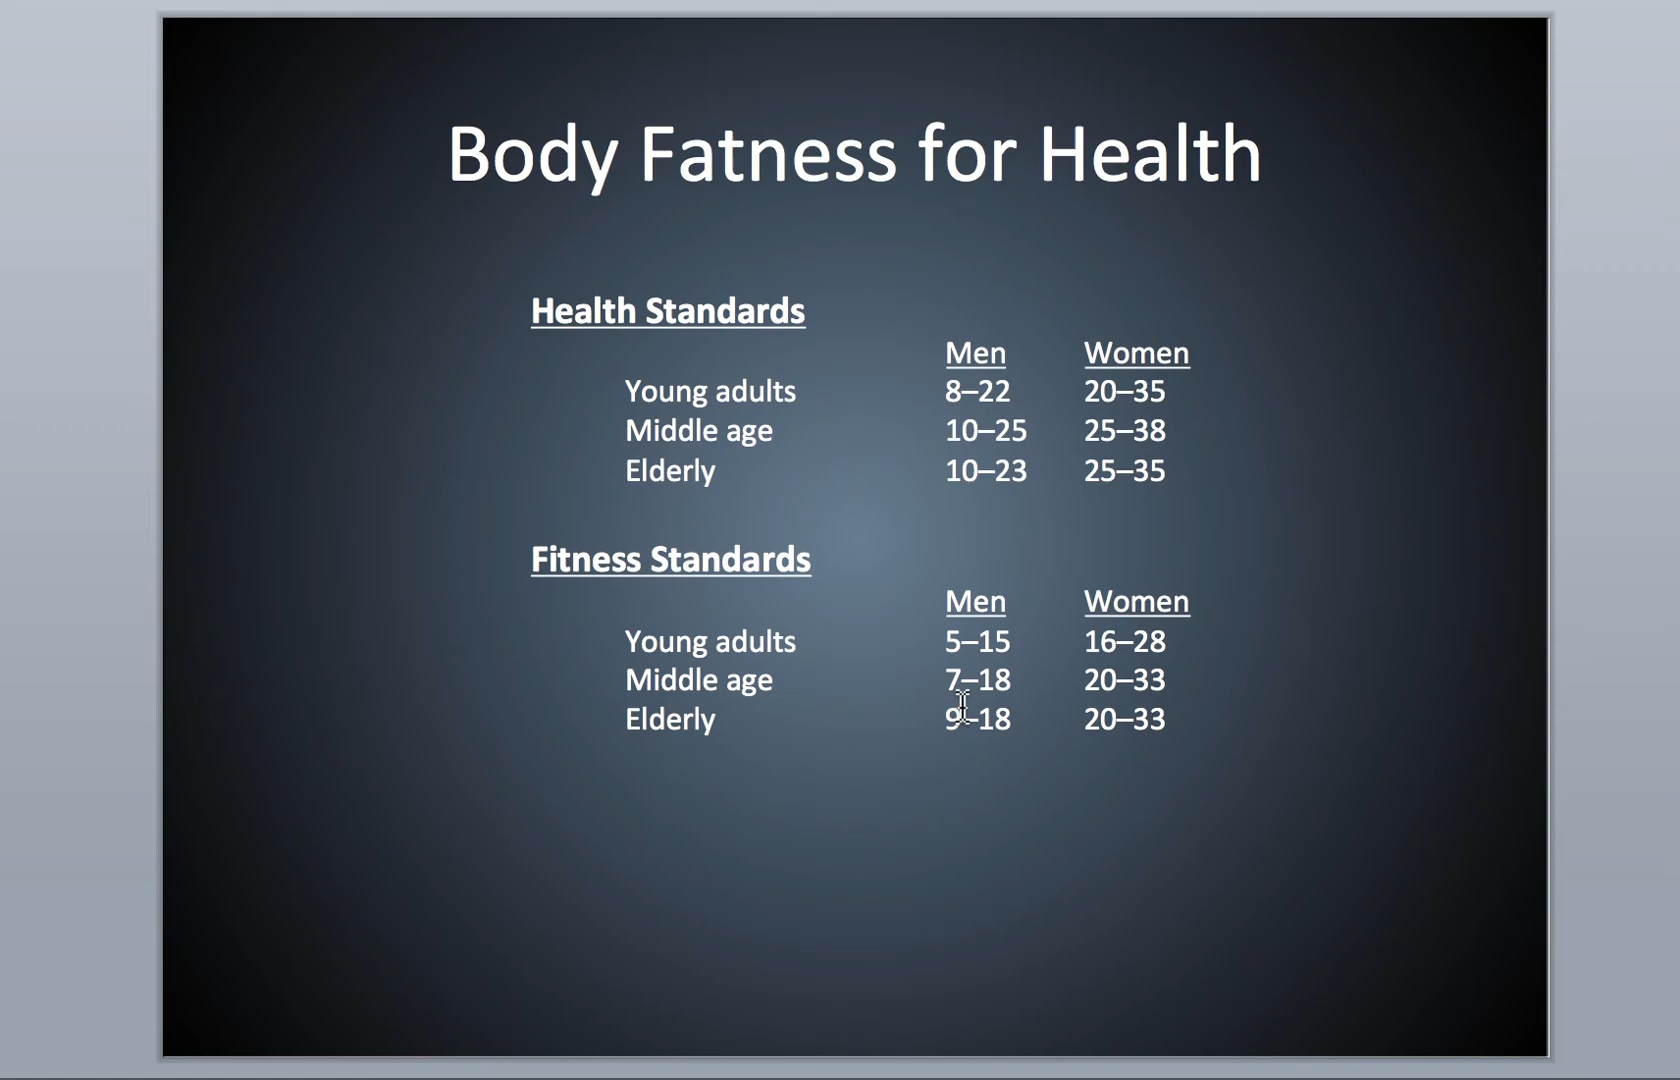 Body Fatness for Health
Health Standards
Men Women
Young adults 8–22 20–35
Middle age 10–25 25–38
Elderly 10–23 25–35
Fitness Standards
Men Women
Young adults 5–15 16–28
Middle age 7–18 20–33
Elderly 9–18 20–33